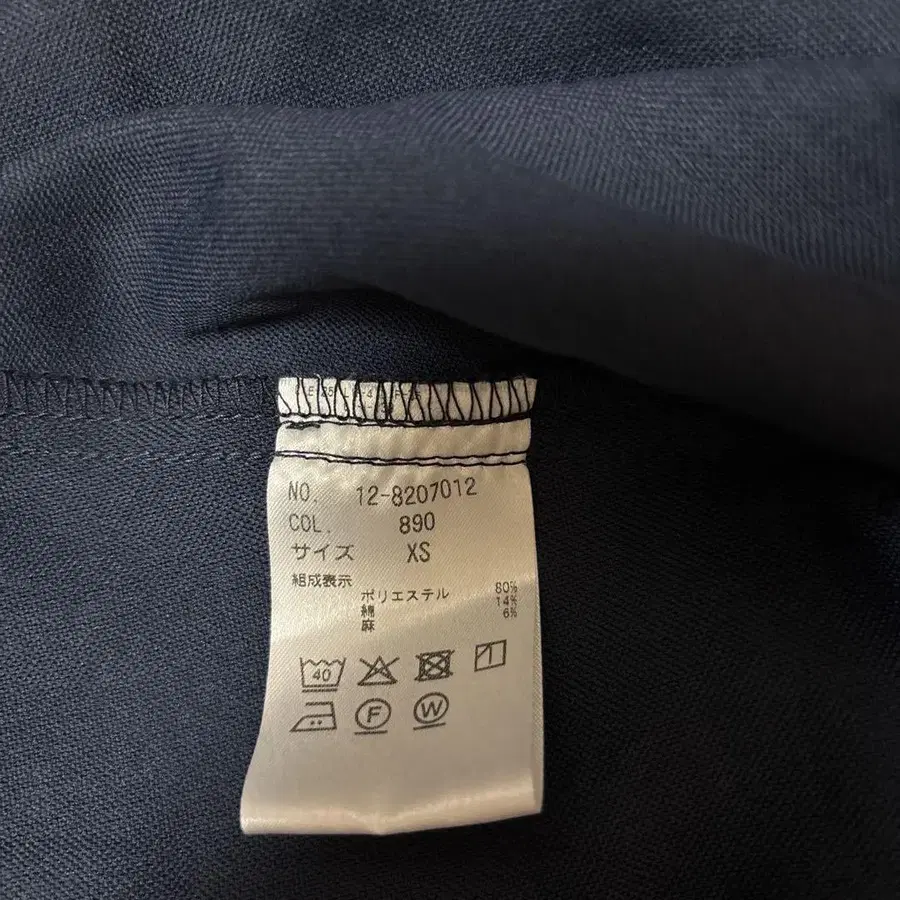 NO. 12-8207012
COL. 890
サイズ XS
組成表示
ポリエステル 80%
綿 14%
麻 6%
40
F W